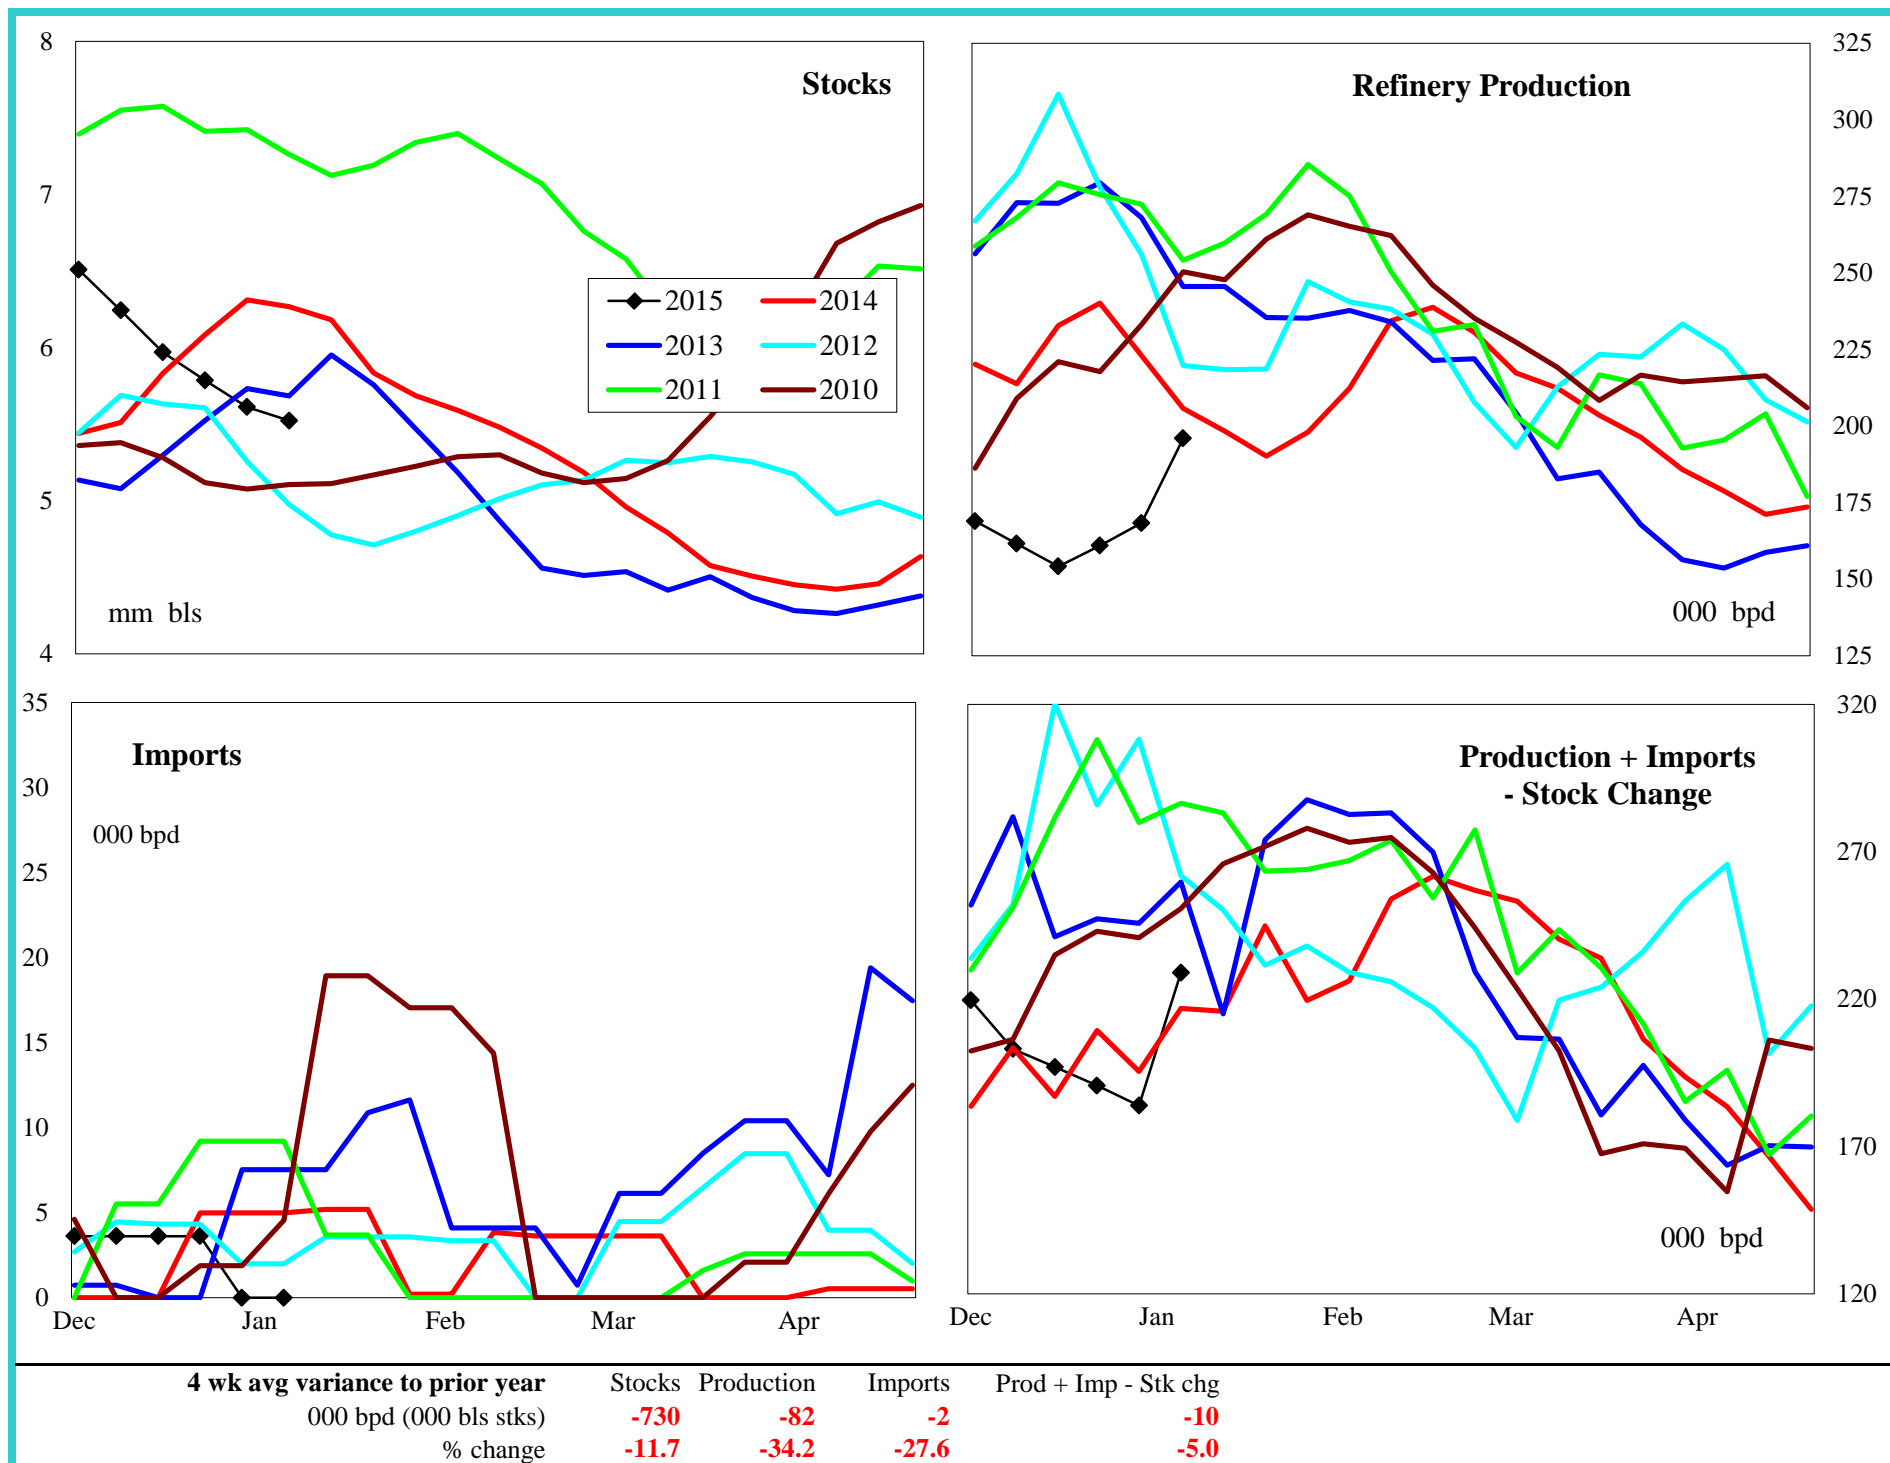 Stocks
8
7
6
5
4
mm bls
2015 2014
2013 2012
2011 2010
Refinery Production
325
300
275
250
225
200
175
150
125
000 bpd
Imports
000 bpd
35
30
25
20
15
10
5
0
Dec Jan Feb Mar Apr
Production + Imports
- Stock Change
320
270
220
170
120
000 bpd
Dec Jan Feb Mar Apr
4 wk avg variance to prior year Stocks Production Imports Prod + Imp - Stk chg
000 bpd (000 bls stks) -730 -82 -2 -10
% change -11.7 -34.2 -27.6 -5.0